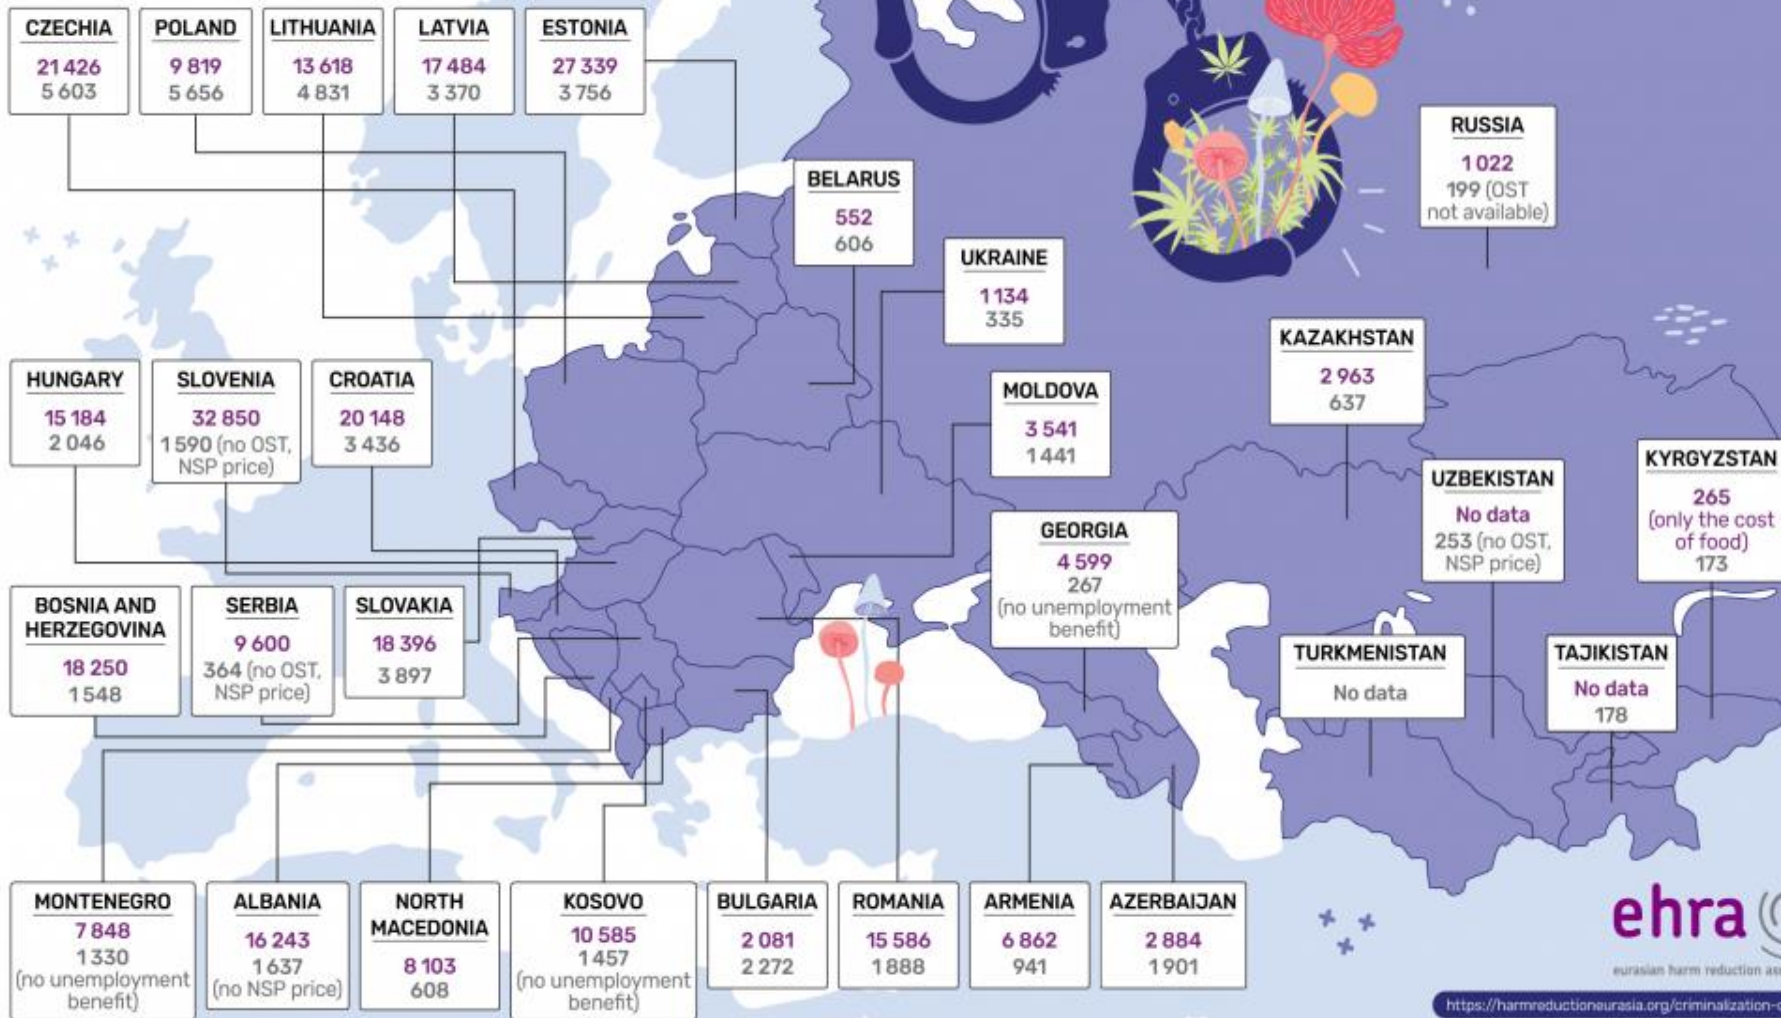 CZECHIA
21 426
5 603
POLAND
9 819
5 656
LITHUANIA
13 618
4 831
LATVIA
17 484
3 370
ESTONIA
27 339
3 756
RUSSIA
1 022
199 (OST
not available)
BELARUS
552
606
UKRAINE
1 134
335
KAZAKHSTAN
2 963
637
HUNGARY
15 184
2 046
SLOVENIA
32 850
1 590 (no OST,
NSP price)
CROATIA
20 148
3 436
MOLDOVA
3 541
1 441
UZBEKISTAN
No data
253 (no OST,
NSP price)
KYRGYZSTAN
265
(only the cost
of food)
173
GEORGIA
4 599
267
(no unemployment
benefit)
BOSNIA AND
HERZEGOVINA
18 250
1 548
SERBIA
9 600
364 (no OST,
NSP price)
SLOVAKIA
18 396
3 897
TURKMENISTAN
No data
TAJIKISTAN
No data
178
MONTENEGRO
7 848
1 330
(no unemployment
benefit)
ALBANIA
16 243
1 637
(no NSP price)
NORTH
MACEDONIA
8 103
608
KOSOVO
10 585
1 457
(no unemployment
benefit)
BULGARIA
2 081
2 272
ROMANIA
15 586
1 888
ARMENIA
6 862
941
AZERBAIJAN
2 884
1 901
ehra
eurasian harm reduction
https://harmreductioneurasia.org/criminalization-